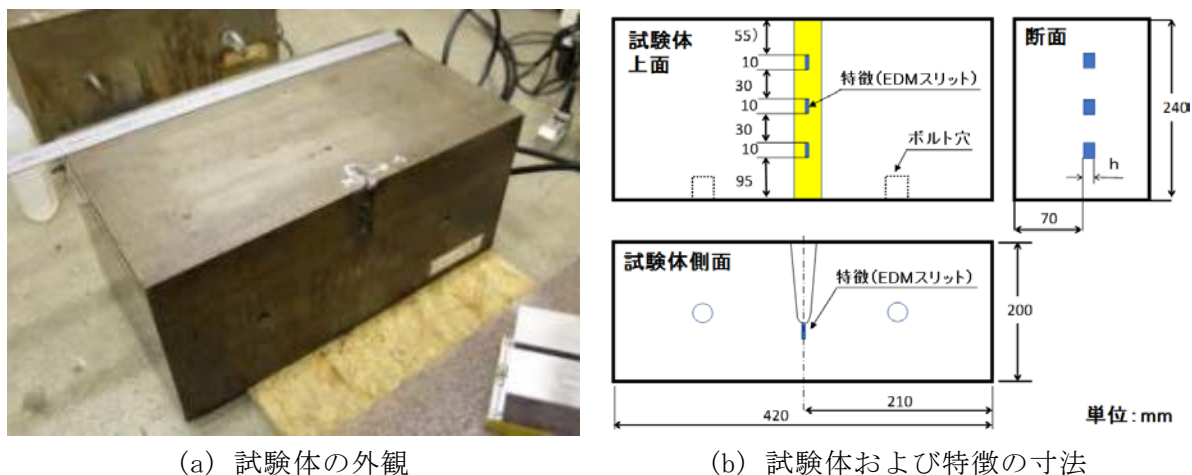 試験体
上面
55)
10
30
10
30
10
95
特徴(EDMスリット)
ボルト穴
断面
240
h
70
試験体側面
特徴(EDMスリット)
200
210
420
単位:mm
(a) 試験体の外観
(b) 試験体および特徴の寸法